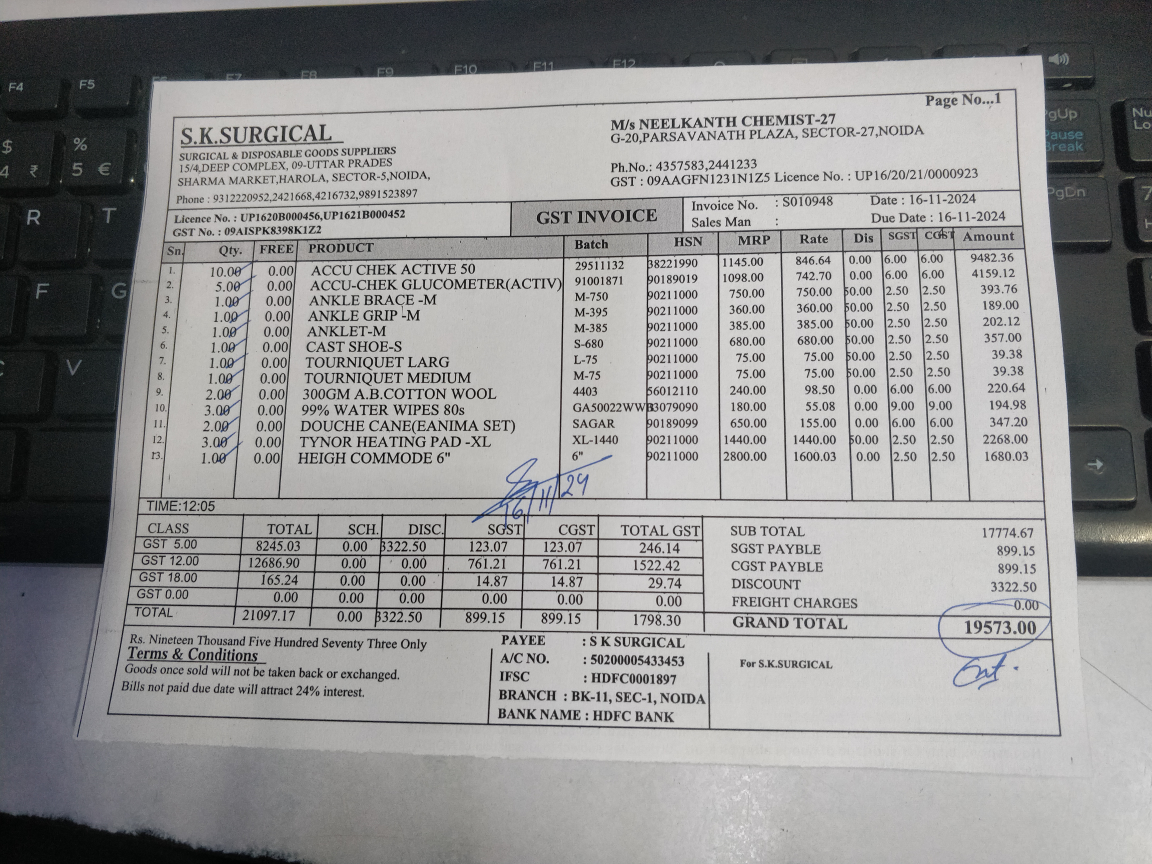 Page No...1
S.K.SURGICAL
SURGICAL & DISPOSABLE GOODS SUPPLIERS
15/4,DEEP COMPLEX, 09-UTTAR PRADES
SHARMA MARKET,HAROLA, SECTOR-5,NOIDA,
Phone : 9312220952,2421668,4216732,9891523897
M/s NEELKANTH CHEMIST-27
G-20,PARSAVANATH PLAZA, SECTOR-27,NOIDA
Ph.No.: 4357583,2441233
GST : 09AAGFN1231N1Z5 Licence No. : UP16/20/21/0000923
Licence No. : UP1620B000456,UP1621B000452
GST No. : 09AISPK8398K1Z2
GST INVOICE
Invoice No. : S010948 Date : 16-11-2024
Sales Man : Due Date : 16-11-2024
Sn. Qty. FREE PRODUCT Batch HSN MRP Rate Dis SGST CGST Amount
1. 10.00 0.00 ACCU CHEK ACTIVE 50 29511132 38221990 1145.00 846.64 0.00 6.00 6.00 9482.36
2. 5.00 0.00 ACCU-CHEK GLUCOMETER(ACTIV) 91001871 90189019 1098.00 742.70 0.00 6.00 6.00 4159.12
3. 1.00 0.00 ANKLE BRACE -M M-750 90211000 750.00 750.00 50.00 2.50 2.50 393.76
4. 1.00 0.00 ANKLE GRIP -M M-395 90211000 360.00 360.00 50.00 2.50 2.50 189.00
5. 1.00 0.00 ANKLET-M M-385 90211000 385.00 385.00 50.00 2.50 2.50 202.12
6. 1.00 0.00 CAST SHOE-S S-680 90211000 680.00 680.00 50.00 2.50 2.50 357.00
7. 1.00 0.00 TOURNIQUET LARG L-75 90211000 75.00 75.00 50.00 2.50 2.50 39.38
8. 1.00 0.00 TOURNIQUET MEDIUM M-75 90211000 75.00 75.00 50.00 2.50 2.50 39.38
9. 2.00 0.00 300GM A.B.COTTON WOOL 4403 56012110 240.00 98.50 0.00 6.00 6.00 220.64
10. 3.00 0.00 99% WATER WIPES 80s GA50022WWB 33079090 180.00 55.08 0.00 9.00 9.00 194.98
11. 2.00 0.00 DOUCHE CANE(EANIMA SET) SAGAR 90189099 650.00 155.00 0.00 6.00 6.00 347.20
12. 3.00 0.00 TYNOR HEATING PAD -XL XL-1440 90211000 1440.00 1440.00 50.00 2.50 2.50 2268.00
13. 1.00 0.00 HEIGH COMMODE 6" 6" 90211000 2800.00 1600.03 0.00 2.50 2.50 1680.03
16/11/24
TIME:12:05
CLASS TOTAL SCH. DISC. SGST CGST TOTAL GST
GST 5.00 8245.03 0.00 3322.50 123.07 123.07 246.14
GST 12.00 12686.90 0.00 0.00 761.21 761.21 1522.42
GST 18.00 165.24 0.00 0.00 14.87 14.87 29.74
GST 0.00 0.00 0.00 0.00 0.00 0.00 0.00
TOTAL 21097.17 0.00 3322.50 899.15 899.15 1798.30
SUB TOTAL 17774.67
SGST PAYBLE 899.15
CGST PAYBLE 899.15
DISCOUNT 3322.50
FREIGHT CHARGES 0.00
GRAND TOTAL 19573.00
Rs. Nineteen Thousand Five Hundred Seventy Three Only
Terms & Conditions
Goods once sold will not be taken back or exchanged.
Bills not paid due date will attract 24% interest.
PAYEE : S K SURGICAL
A/C NO. : 50200005433453
IFSC : HDFC0001897
BRANCH : BK-11, SEC-1, NOIDA
BANK NAME : HDFC BANK
For S.K.SURGICAL
F4 F5 F7 F8 F9 F10 F11 F12
$ 4 ₹ % 5 €
R T
F G
V
PgUp
Pause
Break
PgDn
Nu
Lo
7